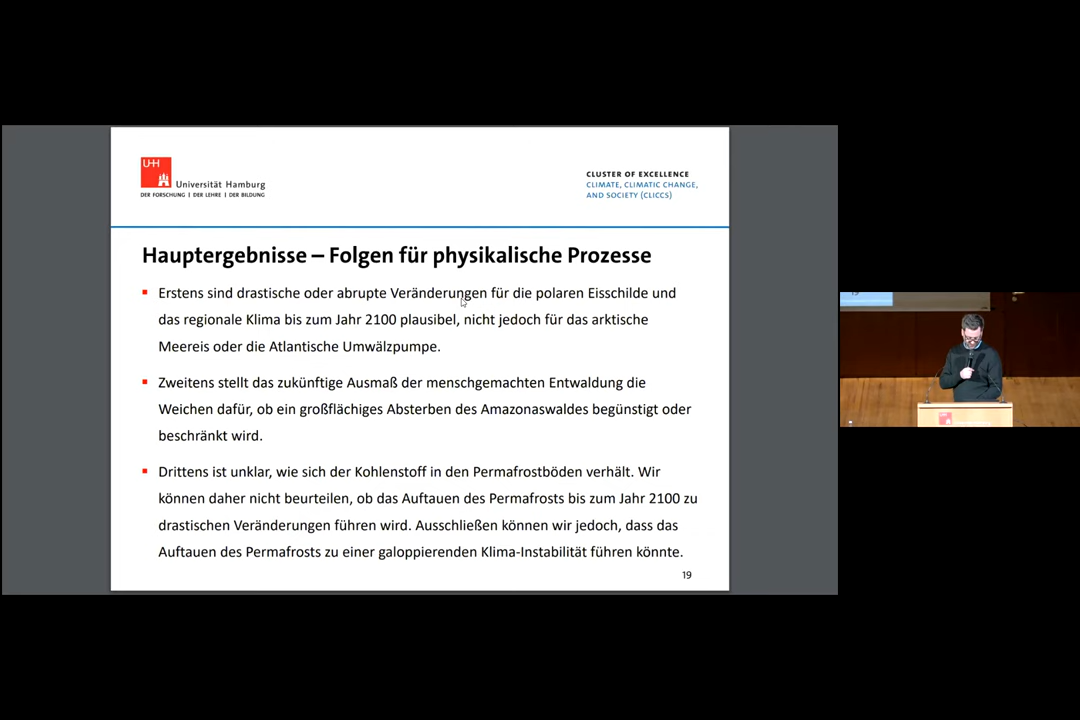 UHH
Universität Hamburg
DER FORSCHUNG | DER LEHRE | DER BILDUNG
CLUSTER OF EXCELLENCE
CLIMATE, CLIMATIC CHANGE,
AND SOCIETY (CLICCS)
Hauptergebnisse – Folgen für physikalische Prozesse
Erstens sind drastische oder abrupte Veränderungen für die polaren Eisschilde und
das regionale Klima bis zum Jahr 2100 plausibel, nicht jedoch für das arktische
Meereis oder die Atlantische Umwälzpumpe.
Zweitens stellt das zukünftige Ausmaß der menschgemachten Entwaldung die
Weichen dafür, ob ein großflächiges Absterben des Amazonaswaldes begünstigt oder
beschränkt wird.
Drittens ist unklar, wie sich der Kohlenstoff in den Permafrostböden verhält. Wir
können daher nicht beurteilen, ob das Auftauen des Permafrosts bis zum Jahr 2100 zu
drastischen Veränderungen führen wird. Ausschließen können wir jedoch, dass das
Auftauen des Permafrosts zu einer galoppierenden Klima-Instabilität führen könnte.
19